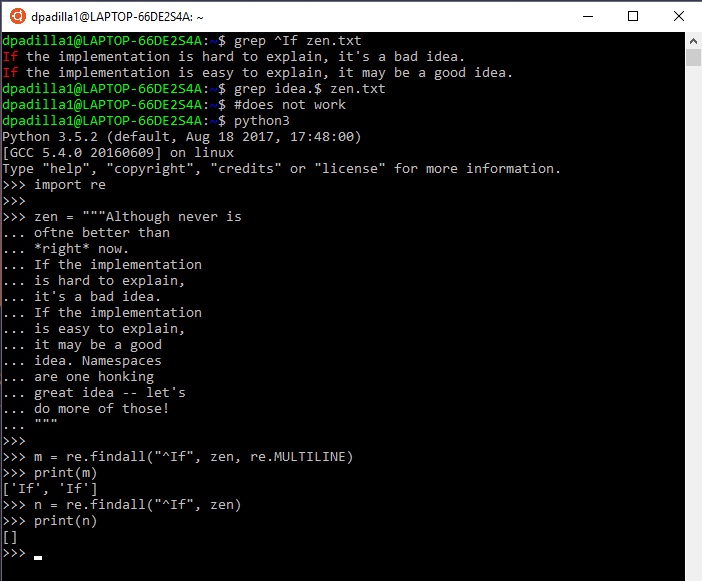 dpadilla1@LAPTOP-66DE2S4A: ~
dpadilla1@LAPTOP-66DE2S4A:~$ grep ^If zen.txt
If the implementation is hard to explain, it's a bad idea.
If the implementation is easy to explain, it may be a good idea.
dpadilla1@LAPTOP-66DE2S4A:~$ grep idea.$ zen.txt
dpadilla1@LAPTOP-66DE2S4A:~$ #does not work
dpadilla1@LAPTOP-66DE2S4A:~$ python3
Python 3.5.2 (default, Aug 18 2017, 17:48:00)
[GCC 5.4.0 20160609] on linux
Type "help", "copyright", "credits" or "license" for more information.
>>> import re
>>>
>>> zen = """Although never is
... oftne better than
... *right* now.
... If the implementation
... is hard to explain,
... it's a bad idea.
... If the implementation
... is easy to explain,
... it may be a good
... idea. Namespaces
... are one honking
... great idea -- let's
... do more of those!
... """
>>>
>>> m = re.findall("^If", zen, re.MULTILINE)
>>> print(m)
['If', 'If']
>>> n = re.findall("^If", zen)
>>> print(n)
[]
>>>